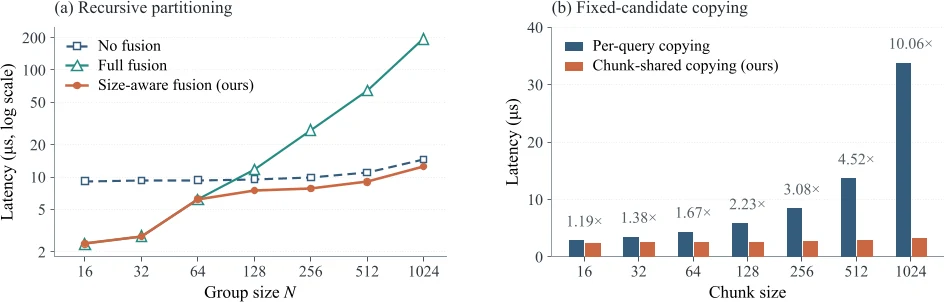 (a) Recursive partitioning
Latency (μs, log scale)
200
100
50
20
10
5
2
No fusion
Full fusion
Size-aware fusion (ours)
16 32 64 128 256 512 1024
Group size N
(b) Fixed-candidate copying
Latency (μs)
40
30
20
10
0
Per-query copying
Chunk-shared copying (ours)
1.19× 1.38× 1.67× 2.23× 3.08× 4.52× 10.06×
16 32 64 128 256 512 1024
Chunk size